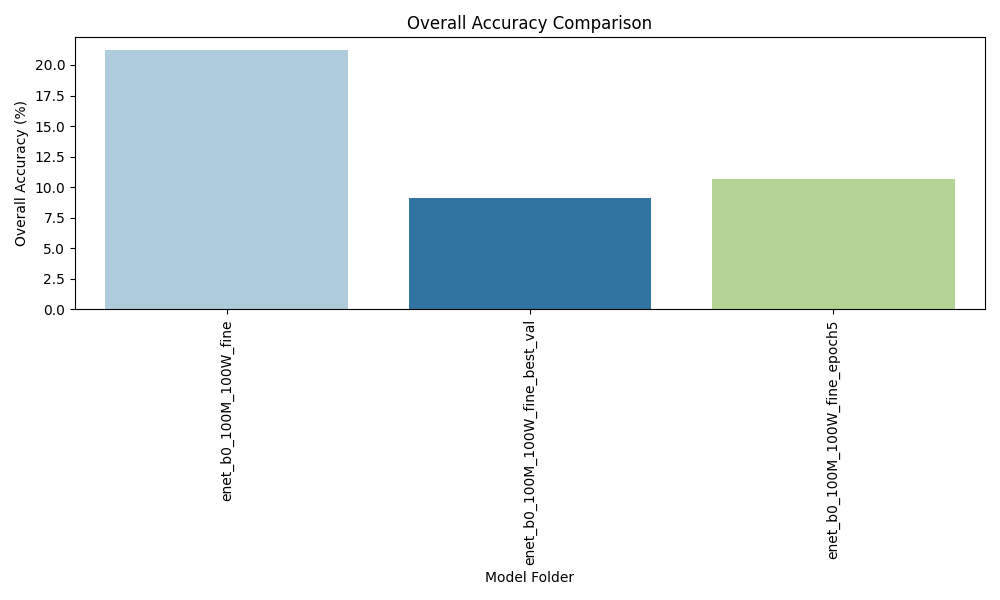 Overall Accuracy Comparison
Overall Accuracy (%)
20.0
17.5
15.0
12.5
10.0
7.5
5.0
2.5
0.0
enet_b0_100M_100W_fine
enet_b0_100M_100W_fine_best_val
enet_b0_100M_100W_fine_epoch5
Model Folder